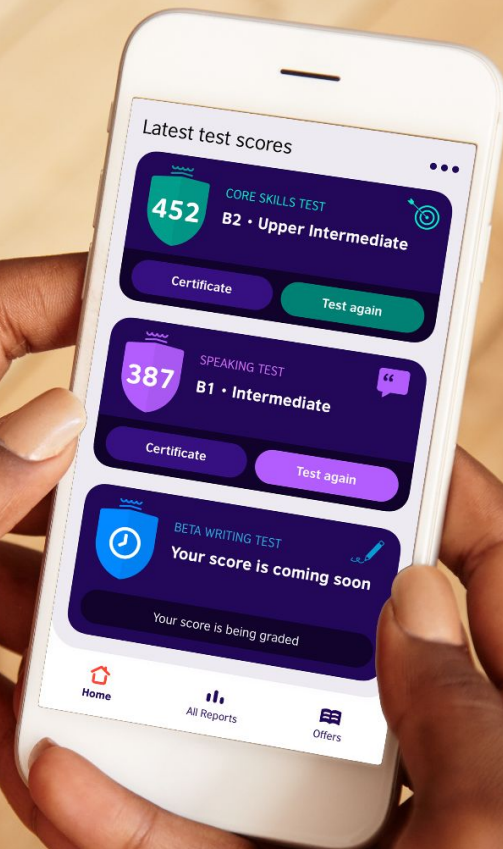 Latest test scores
452
CORE SKILLS TEST
B2 • Upper Intermediate
Certificate
Test again
387
SPEAKING TEST
B1 • Intermediate
“
Certificate
Test again
BETA WRITING TEST
Your score is coming soon
Your score is being graded
Home
All Reports
Offers